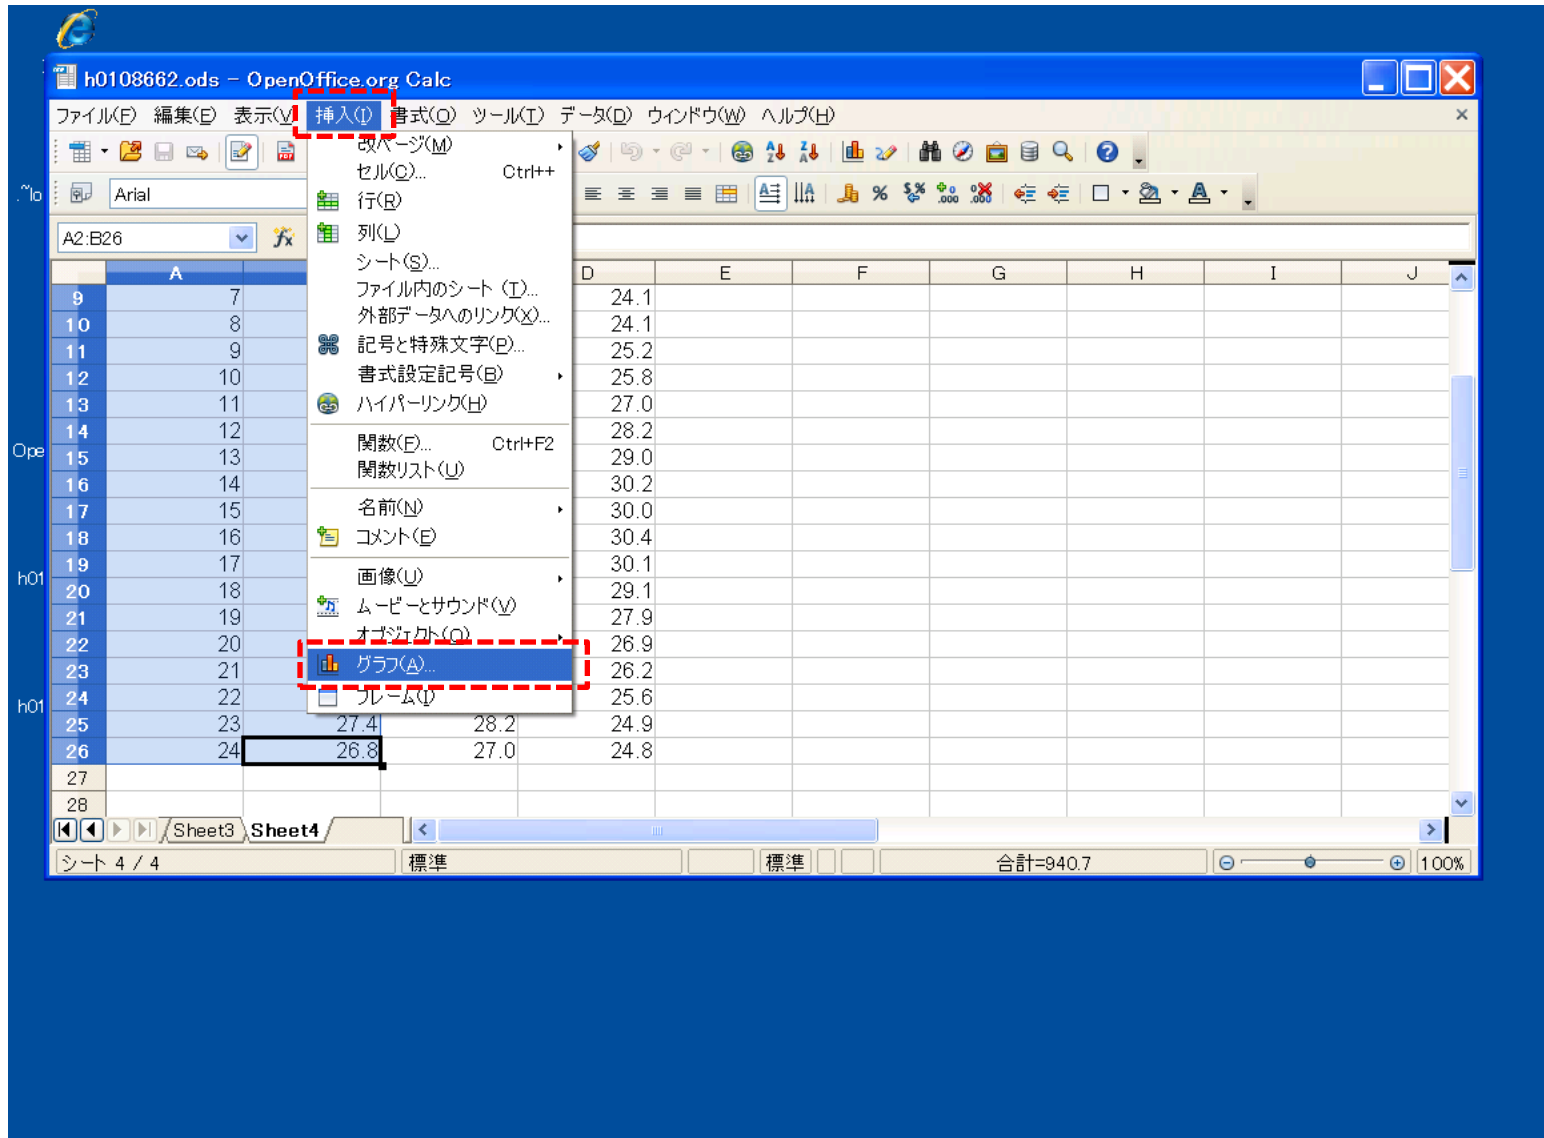 h0108662.ods - OpenOffice.org Calc
ファイル(F) 編集(E) 表示(V 挿入(I) 書式(O) ツール(T) データ(D) ウィンドウ(W) ヘルプ(H)
改ページ(M)
セル(C)... Ctrl++
~lo
Arial
行(R)
A2:B26
列(L)
シート(S)...
A D E F G H I J
ファイル内のシート (T)...
9 7 24.1
外部データへのリンク(X)...
10 8 24.1
記号と特殊文字(P)...
11 9 25.2
書式設定記号(B)
12 10 25.8
ハイパーリンク(H)
13 11 27.0
14 12 28.2
関数(F)... Ctrl+F2
Ope
15 13 29.0
関数リスト(U)
16 14 30.2
名前(N)
17 15 30.0
コメント(E)
18 16 30.4
19 17 30.1
画像(U)
h01
20 18 29.1
ムービーとサウンド(V)
21 19 27.9
オブジェクト(O)
22 20 26.9
グラフ(A)...
23 21 26.2
フレーム(I)
h01
24 22 25.6
25 23 27.4 28.2 24.9
26 24 26.8 27.0 24.8
27
28
Sheet3 Sheet4
シート 4 / 4 標準 標準 合計=940.7 100%